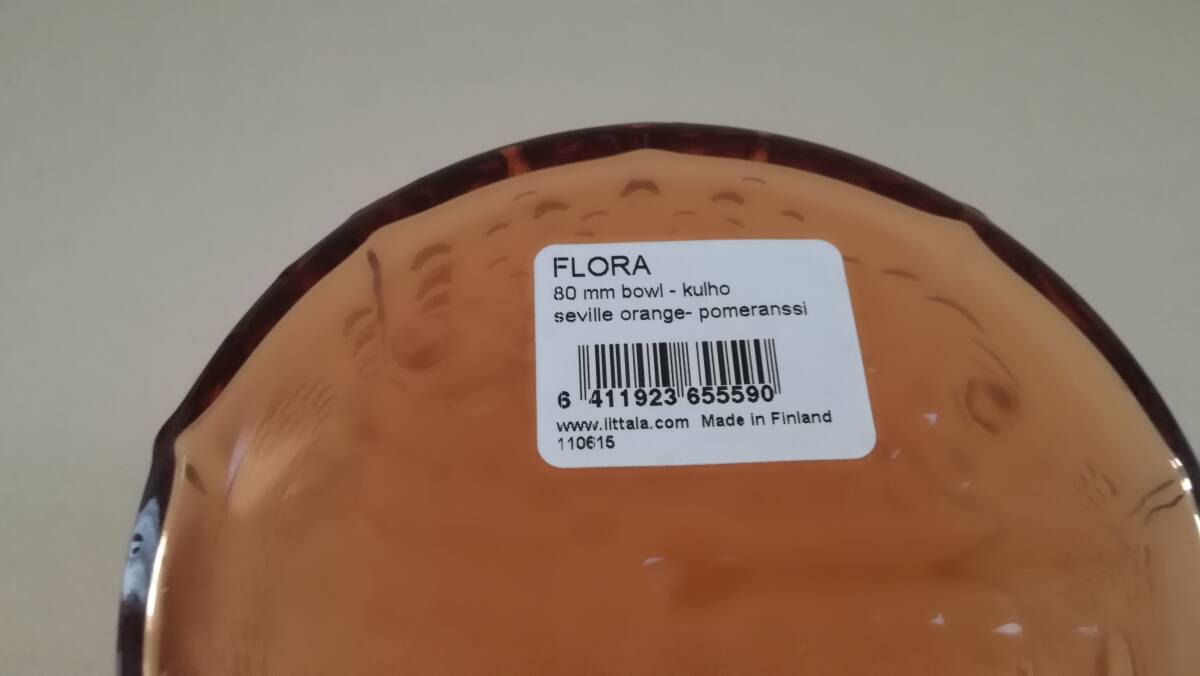 FLORA
80 mm bowl - kulho
seville orange- pomeranssi
6 411923 655590
www.iittala.com Made in Finland
110615